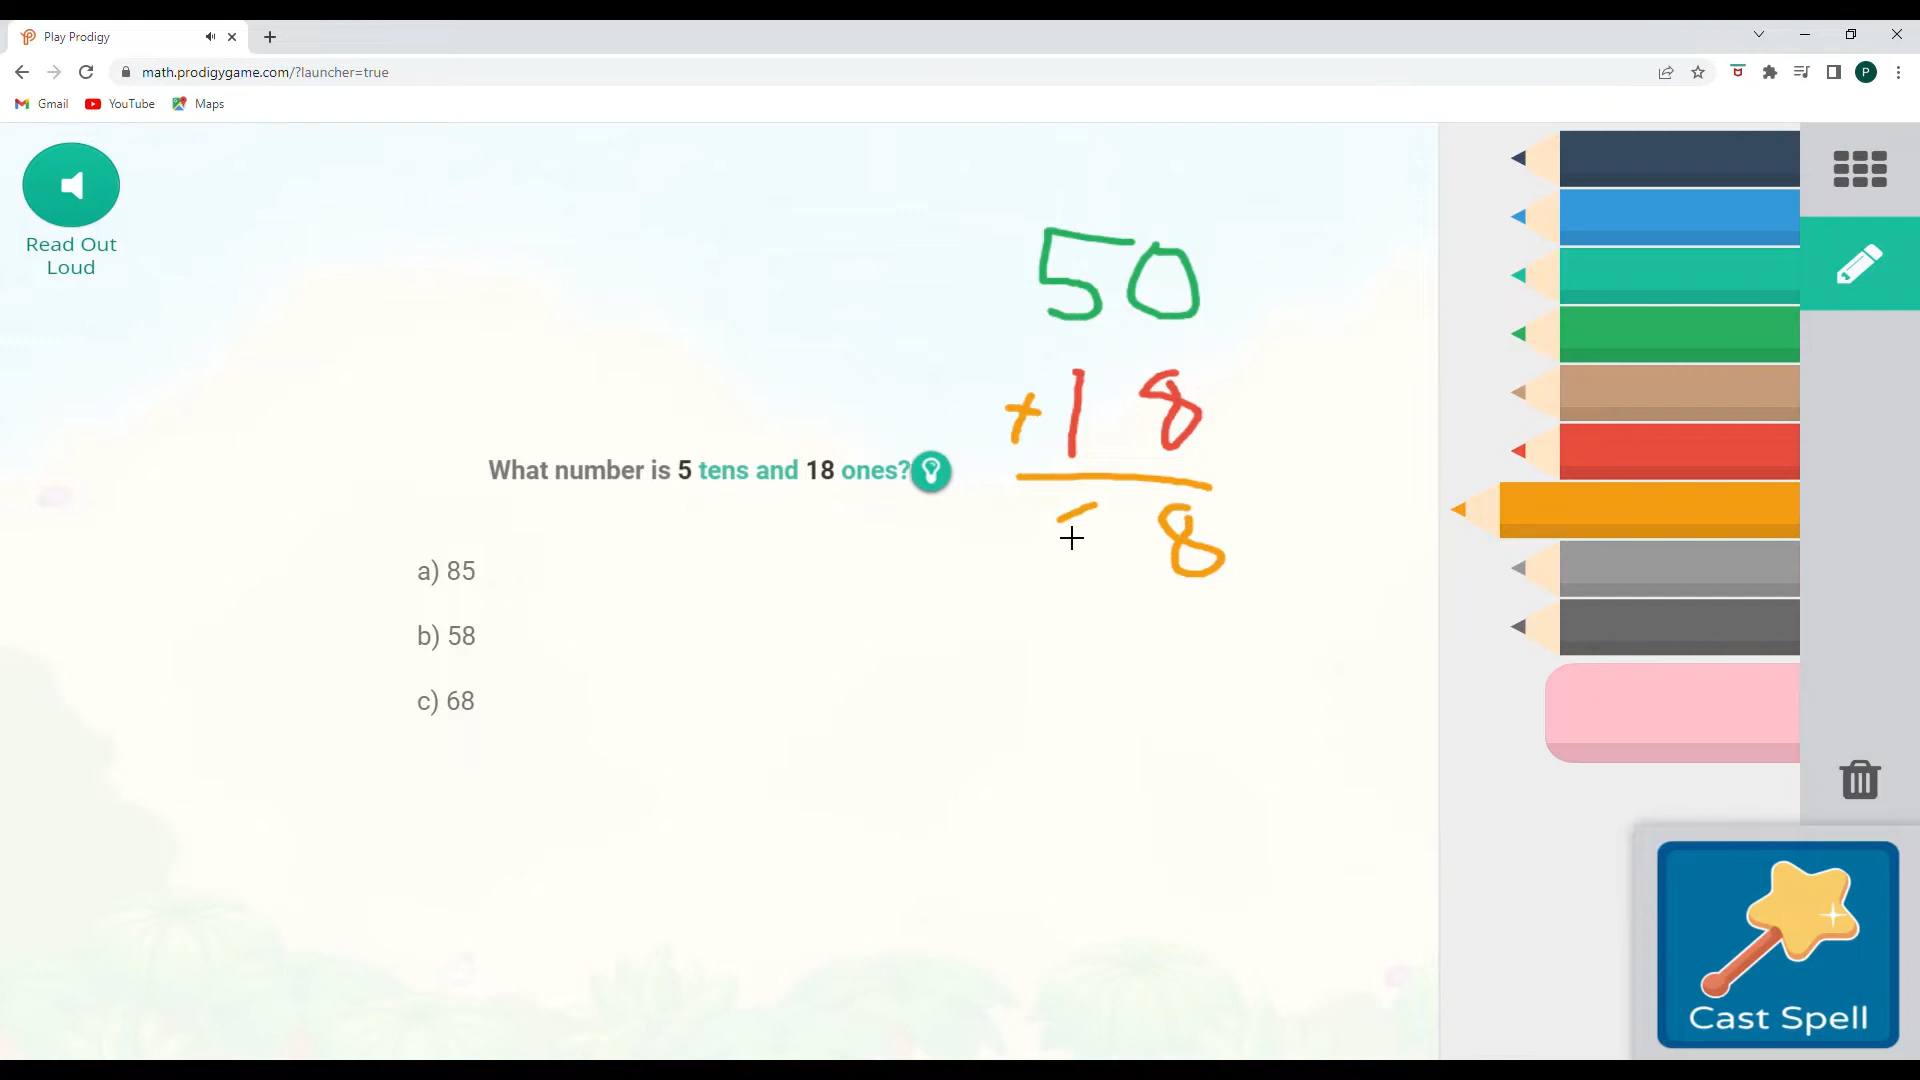 Play Prodigy
math.prodigygame.com/?launcher=true
P
Gmail
YouTube
Maps
Read Out
Loud
50
+18
8
What number is 5 tens and 18 ones?
a) 85
b) 58
c) 68
Cast Spell